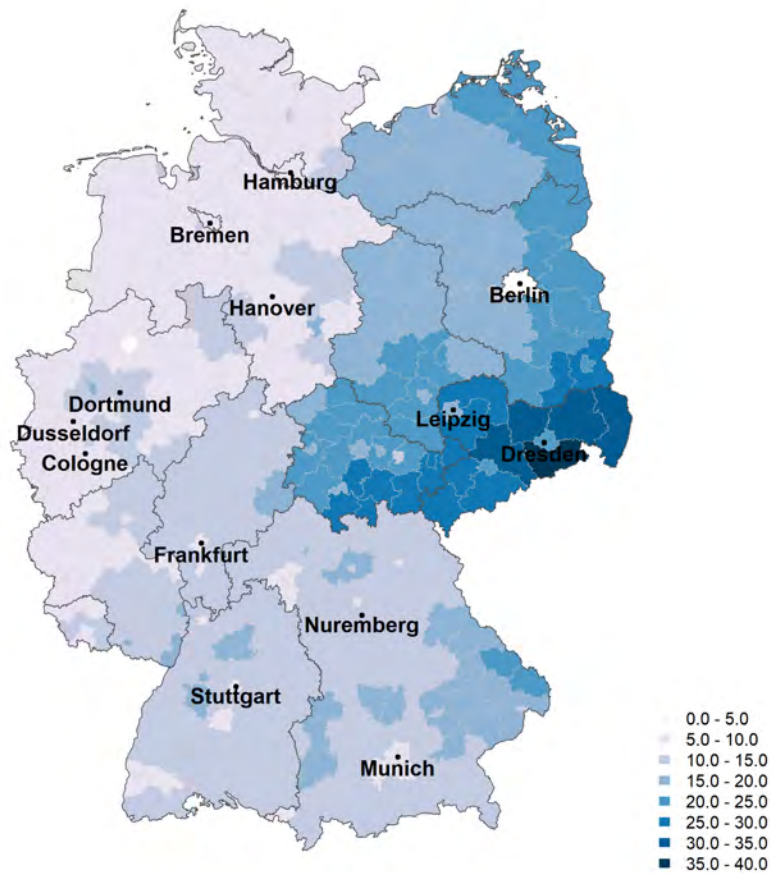 Hamburg
Bremen
Berlin
Hanover
Dortmund
Leipzig
Dusseldorf
Dresden
Cologne
Frankfurt
Nuremberg
Stuttgart
Munich
0.0 - 5.0
5.0 - 10.0
10.0 - 15.0
15.0 - 20.0
20.0 - 25.0
25.0 - 30.0
30.0 - 35.0
35.0 - 40.0